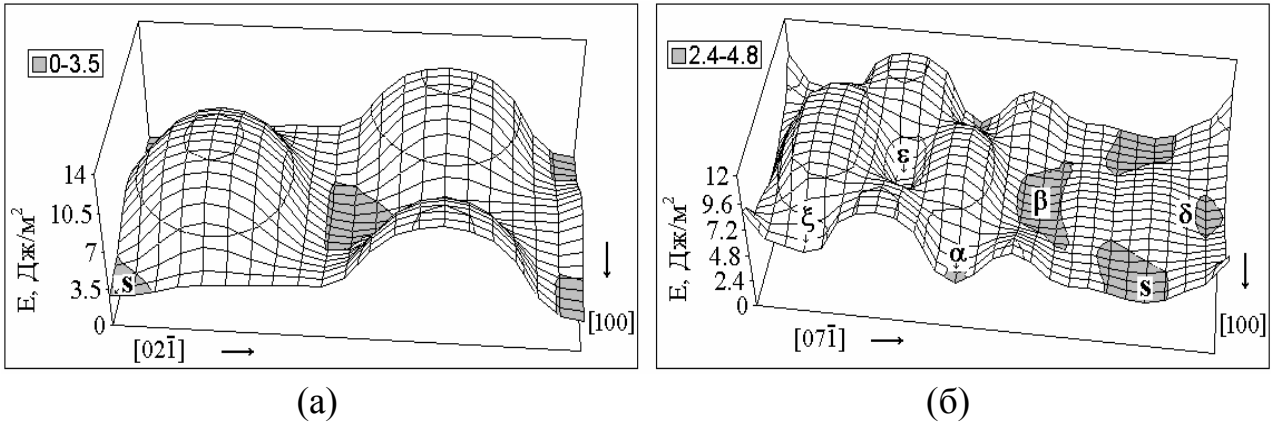 0-3.5
14
10.5
7
3.5
0
E, Дж/м²
s
[021̄]
[100]
(а)
2.4-4.8
12
9.6
7.2
4.8
2.4
0
E, Дж/м²
ε
ξ
α
β
δ
s
[071̄]
[100]
(б)